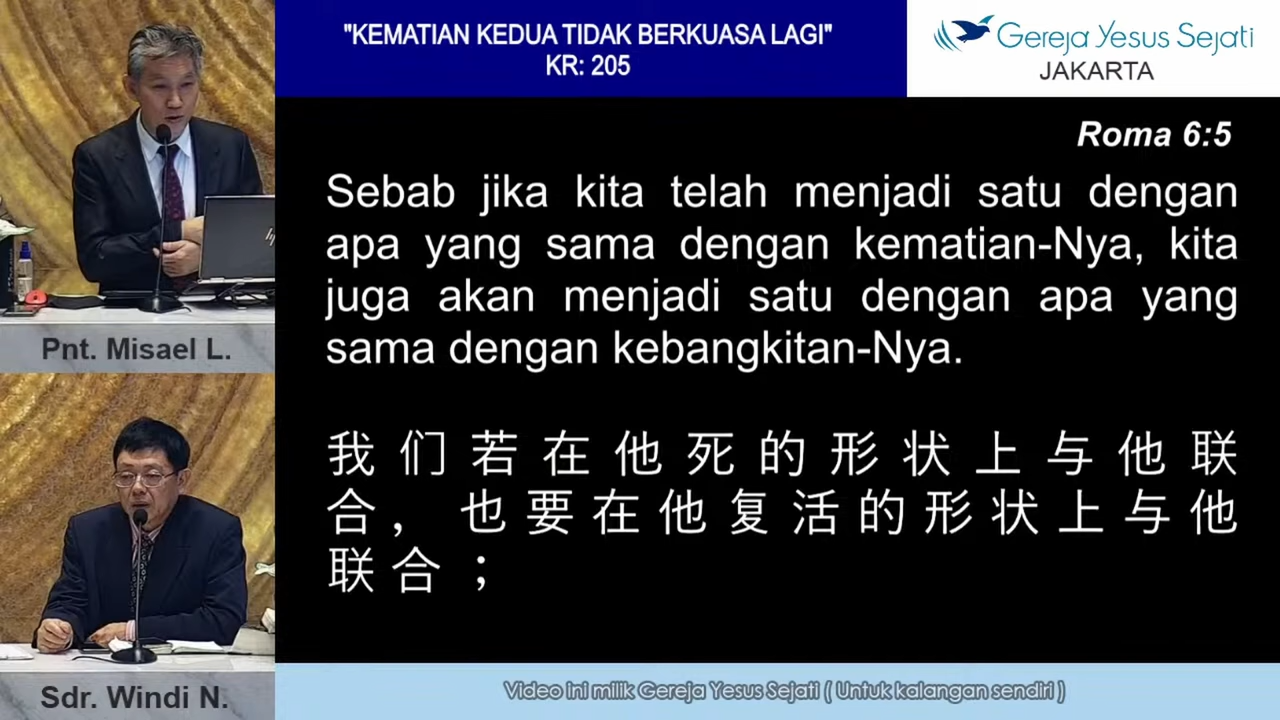 "KEMATIAN KEDUA TIDAK BERKUASA LAGI"
KR: 205
Gereja Yesus Sejati
JAKARTA
Roma 6:5
Sebab jika kita telah menjadi satu dengan
apa yang sama dengan kematian-Nya, kita
juga akan menjadi satu dengan apa yang
sama dengan kebangkitan-Nya.
我们若在他死的形状上与他联
合，也要在他复活的形状上与他
联合；
hp
Pnt. Misael L.
Sdr. Windi N.
Video ini milik Gereja Yesus Sejati ( Untuk kalangan sendiri )